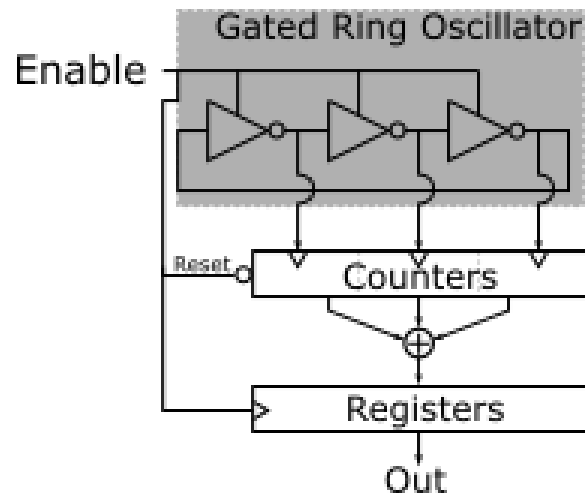 Gated Ring Oscillator
Enable
Reset
Counters
Registers
Out